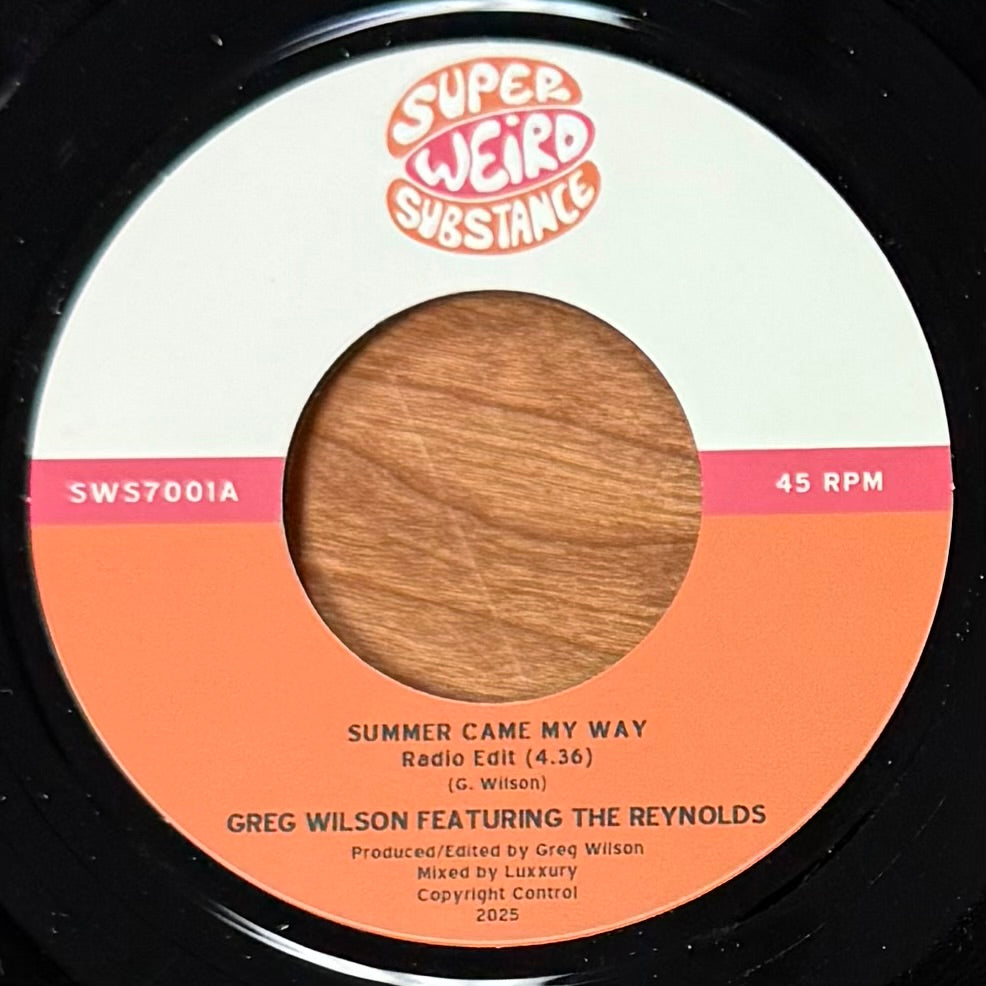 SUPER
WEIRD
SUBSTANCE
SWS7001A
45 RPM
SUMMER CAME MY WAY
Radio Edit (4.36)
(G. Wilson)
GREG WILSON FEATURING THE REYNOLDS
Produced/Edited by Greg Wilson
Mixed by Luxxury
Copyright Control
2025